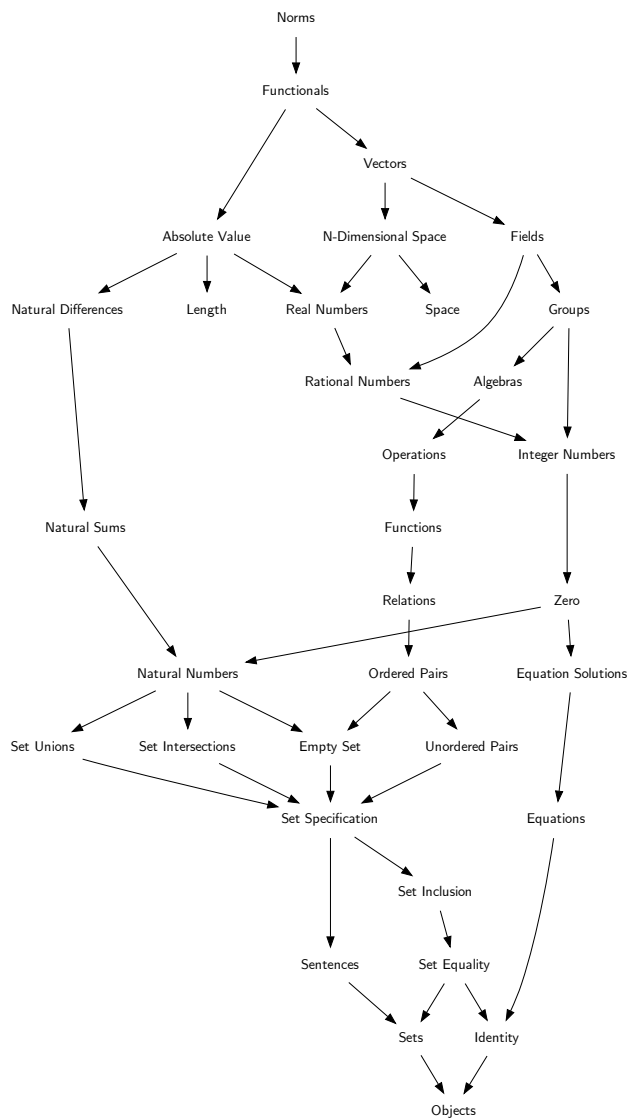 Norms
Functionals
Vectors
Absolute Value
N-Dimensional Space
Fields
Natural Differences
Length
Real Numbers
Space
Groups
Rational Numbers
Algebras
Operations
Integer Numbers
Natural Sums
Functions
Relations
Zero
Natural Numbers
Ordered Pairs
Equation Solutions
Set Unions
Set Intersections
Empty Set
Unordered Pairs
Set Specification
Equations
Set Inclusion
Sentences
Set Equality
Sets
Identity
Objects